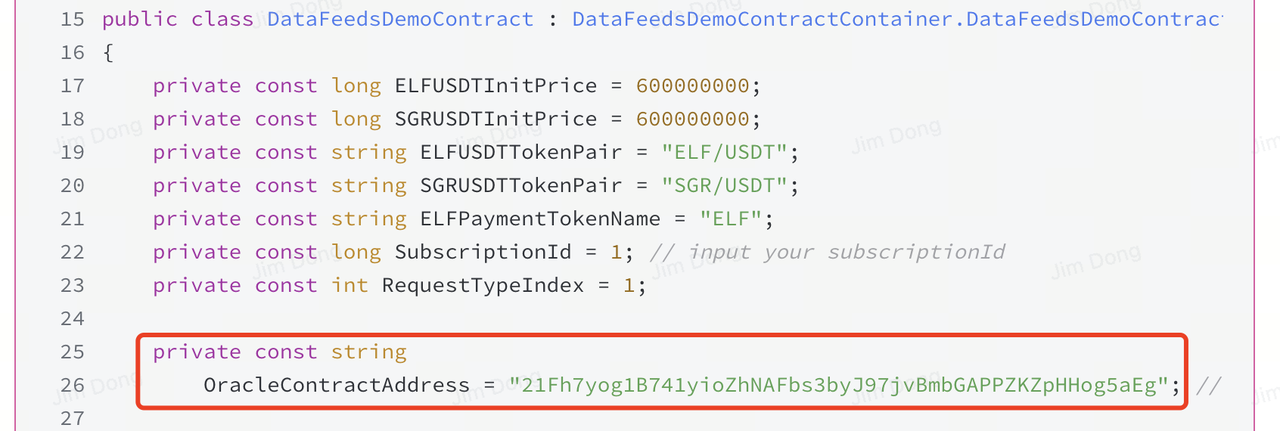 15 public class DataFeedsDemoContract : DataFeedsDemoContractContainer.DataFeedsDemoContrac
16 {
17 private const long ELFUSDTInitPrice = 600000000;
18 private const long SGRUSDTInitPrice = 600000000;
19 private const string ELFUSDTTokenPair = "ELF/USDT";
20 private const string SGRUSDTTokenPair = "SGR/USDT";
21 private const string ELFPaymentTokenName = "ELF";
22 private const long SubscriptionId = 1; // input your subscriptionId
23 private const int RequestTypeIndex = 1;
24
25 private const string
26 OracleContractAddress = "21Fh7yog1B741yioZhNAFbs3byJ97jvBmbGAPPZKZpHHog5aEg"; //
27
Jim Dong
Jim Dong
Jim Dong
Jim Dong
Jim Dong
Jim Dong
Jim Dong
Jim Dong
Jim Dong